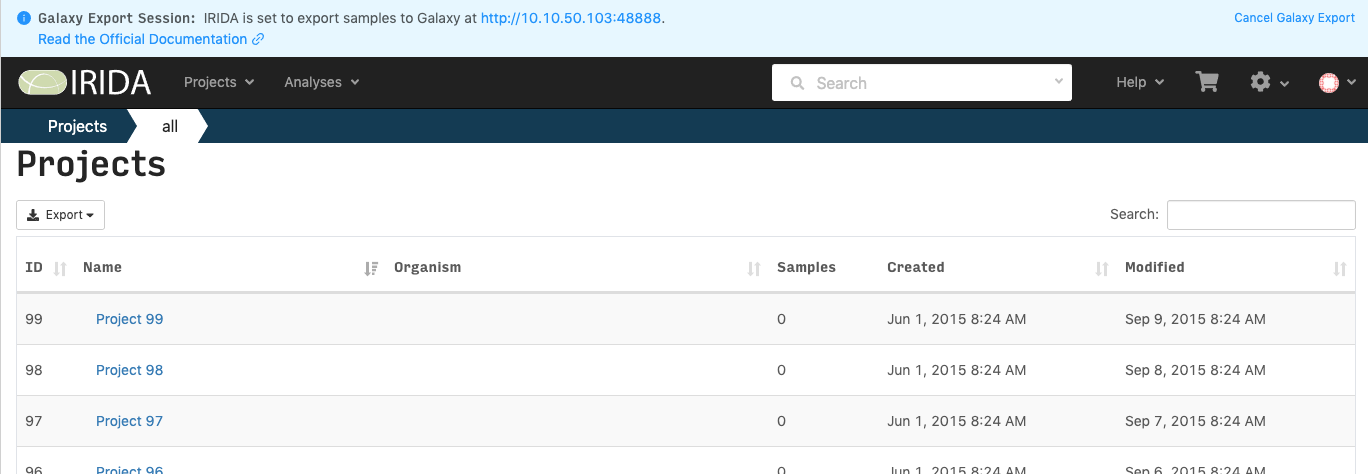 Galaxy Export Session: IRIDA is set to export samples to Galaxy at http://10.10.50.103:48888. Cancel Galaxy Export
Read the Official Documentation
IRIDA Projects Analyses Search Help
Projects all
Projects
Export Search:
ID Name Organism Samples Created Modified
99 Project 99 0 Jun 1, 2015 8:24 AM Sep 9, 2015 8:24 AM
98 Project 98 0 Jun 1, 2015 8:24 AM Sep 8, 2015 8:24 AM
97 Project 97 0 Jun 1, 2015 8:24 AM Sep 7, 2015 8:24 AM
96 Project 96 0 Jun 1, 2015 8:24 AM Sep 6, 2015 8:24 AM